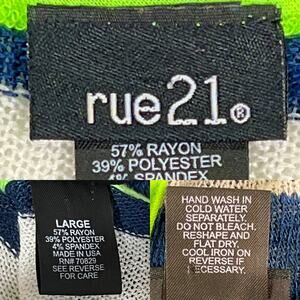 rue21®
57% RAYON
39% POLYESTER
4% SPANDEX
LARGE
57% RAYON
39% POLYESTER
4% SPANDEX
MADE IN USA
RN# 70829
SEE REVERSE
FOR CARE
HAND WASH IN
COLD WATER
SEPARATELY.
DO NOT BLEACH.
RESHAPE AND
FLAT DRY.
COOL IRON ON
REVERSE IF
NECESSARY.